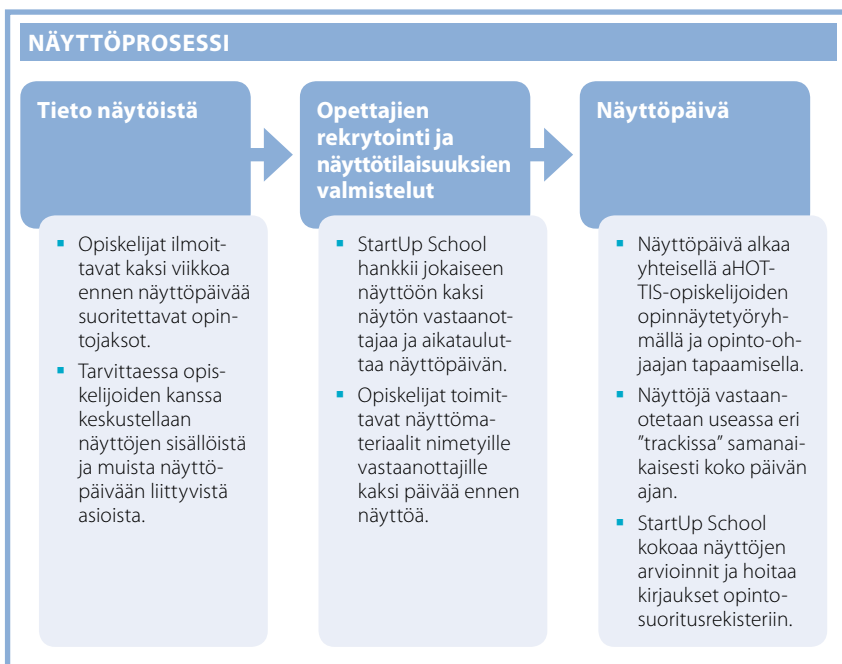 NÄYTTÖPROSESSI
Tieto näytöistä
▪ Opiskelijat ilmoit-
tavat kaksi viikkoa
ennen näyttöpäivää
suoritettavat opin-
tojaksot.
▪ Tarvittaessa opis-
kelijoiden kanssa
keskustellaan
näyttöjen sisällöistä
ja muista näyttö-
päivään liittyvistä
asioista.
Opettajien
rekrytointi ja
näyttötilaisuuksien
valmistelut
▪ StartUp School
hankkii jokaiseen
näyttöön kaksi
näytön vastaanot-
tajaa ja aikataulut-
taa näyttöpäivän.
▪ Opiskelijat toimit-
tavat näyttöma-
teriaalit nimetyille
vastaanottajille
kaksi päivää ennen
näyttöä.
Näyttöpäivä
▪ Näyttöpäivä alkaa
yhteisellä aHOT-
TIS-opiskelijoiden
opinnäytetyöryh-
mällä ja opinto-oh-
jaajan tapaamisella.
▪ Näyttöjä vastaan-
otetaan useassa eri
”trackissa” samanai-
kaisesti koko päivän
ajan.
▪ StartUp School
kokoaa näyttöjen
arvioinnit ja hoitaa
kirjaukset opinto-
suoritusrekisteriin.